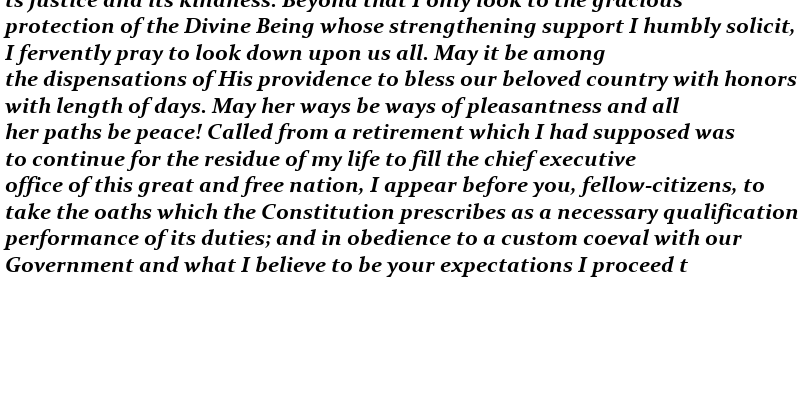 ts justice and its kindness. Beyond that I only look to the gracious
protection of the Divine Being whose strengthening support I humbly solicit,
I fervently pray to look down upon us all. May it be among
the dispensations of His providence to bless our beloved country with honors
with length of days. May her ways be ways of pleasantness and all
her paths be peace! Called from a retirement which I had supposed was
to continue for the residue of my life to fill the chief executive
office of this great and free nation, I appear before you, fellow-citizens, to
take the oaths which the Constitution prescribes as a necessary qualification
performance of its duties; and in obedience to a custom coeval with our
Government and what I believe to be your expectations I proceed t